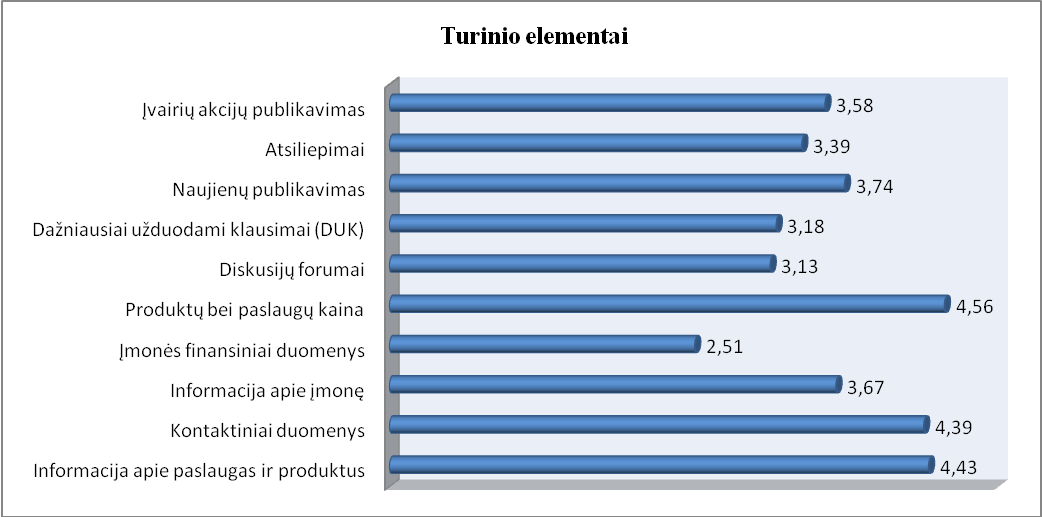 Turinio elementai
Įvairių akcijų publikavimas 3,58
Atsiliepimai 3,39
Naujienų publikavimas 3,74
Dažniausiai užduodami klausimai (DUK) 3,18
Diskusijų forumai 3,13
Produktų bei paslaugų kaina 4,56
Įmonės finansiniai duomenys 2,51
Informacija apie įmonę 3,67
Kontaktiniai duomenys 4,39
Informacija apie paslaugas ir produktus 4,43